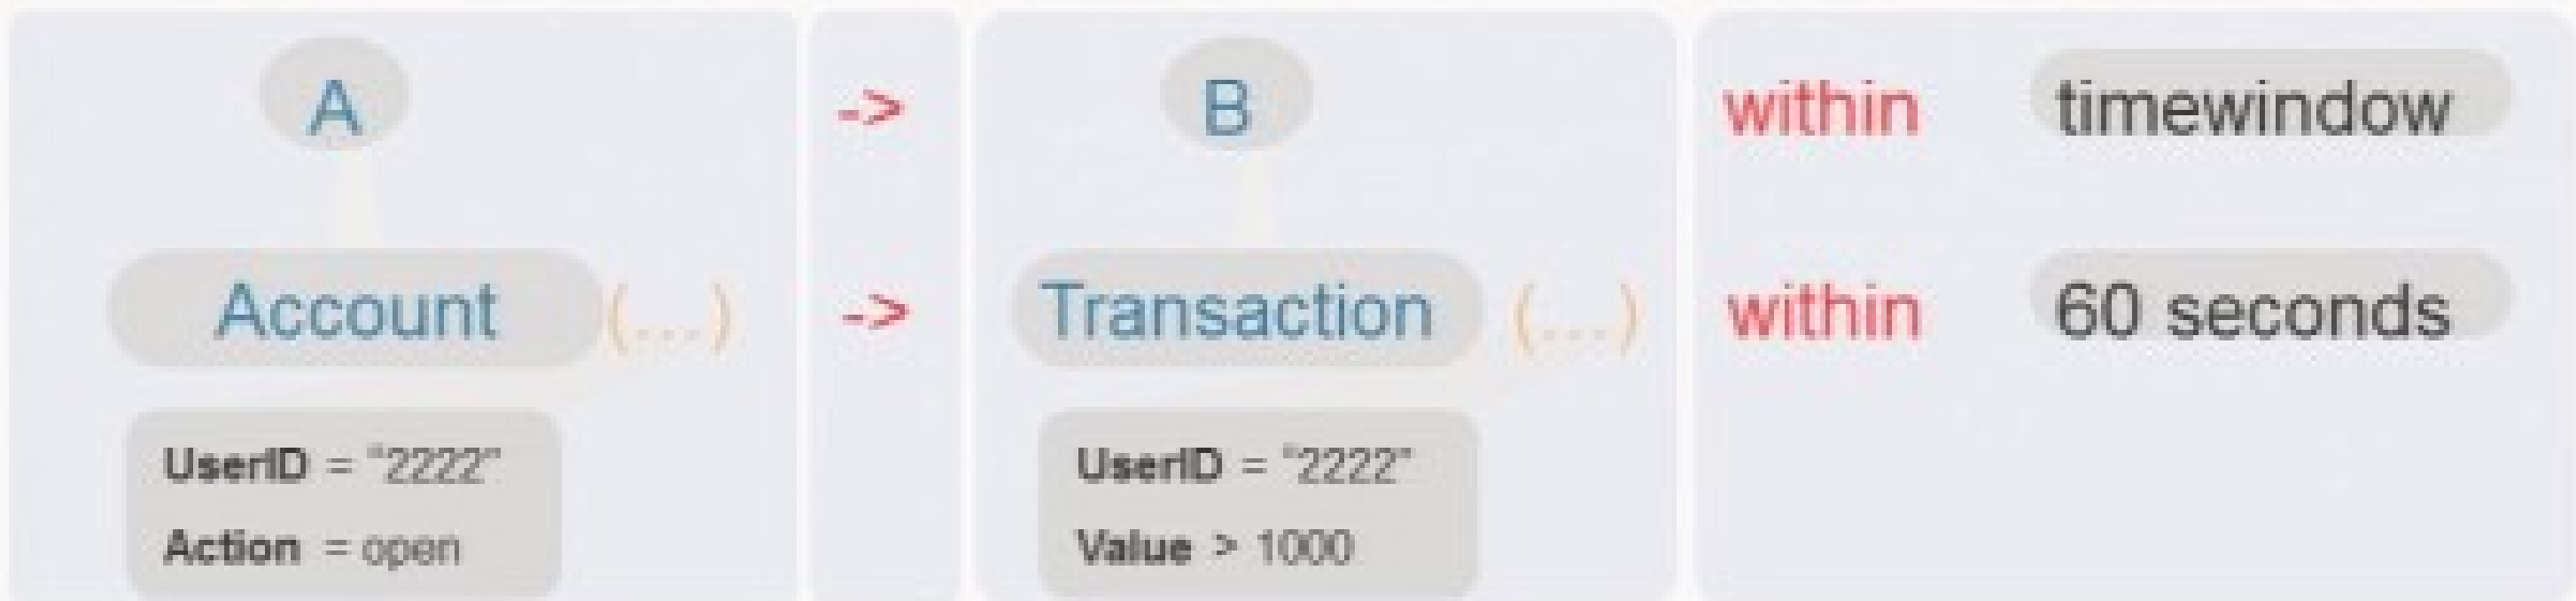 A -> B within timewindow
Account (...) -> Transaction (...) within 60 seconds
UserID = "2222" UserID = "2222"
Action = open Value > 1000